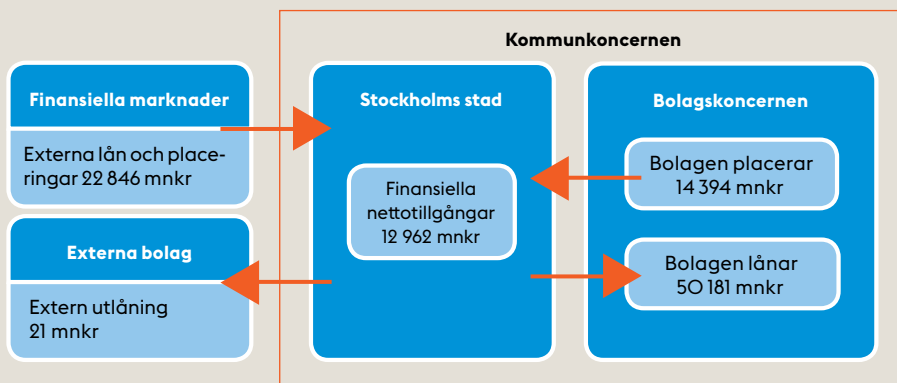 Kommunkoncernen
Finansiella marknader
Externa lån och place-
ringar 22 846 mnkr
Externa bolag
Extern utlåning
21 mnkr
Stockholms stad
Finansiella
nettotillgångar
12 962 mnkr
Bolagskoncernen
Bolagen placerar
14 394 mnkr
Bolagen lånar
50 181 mnkr